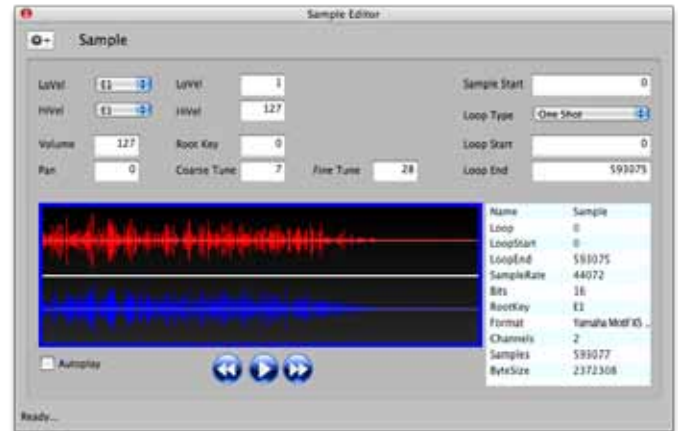 Sample Editor
Sample
LoVel E1 LoVel 1 Sample Start 0
HiVel E1 HiVel 127 Loop Type One Shot
Volume 127 Root Key 0 Loop Start 0
Pan 0 Coarse Tune 7 Fine Tune 28 Loop End 593075
Name Sample
Loop 0
LoopStart 0
LoopEnd 593075
SampleRate 44072
Bits 16
RootKey E1
Format Yamaha Motif XS ..
Channels 2
Samples 593077
ByteSize 2372308
Autoplay
Ready...